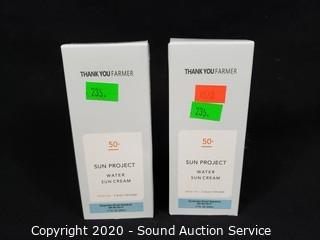 THANK YOU FARMER
235
50+
SUN PROJECT
WATER
SUN CREAM
THANK YOU FARMER
235
50+
SUN PROJECT
WATER
SUN CREAM
Copyright 2020 - Sound Auction Service